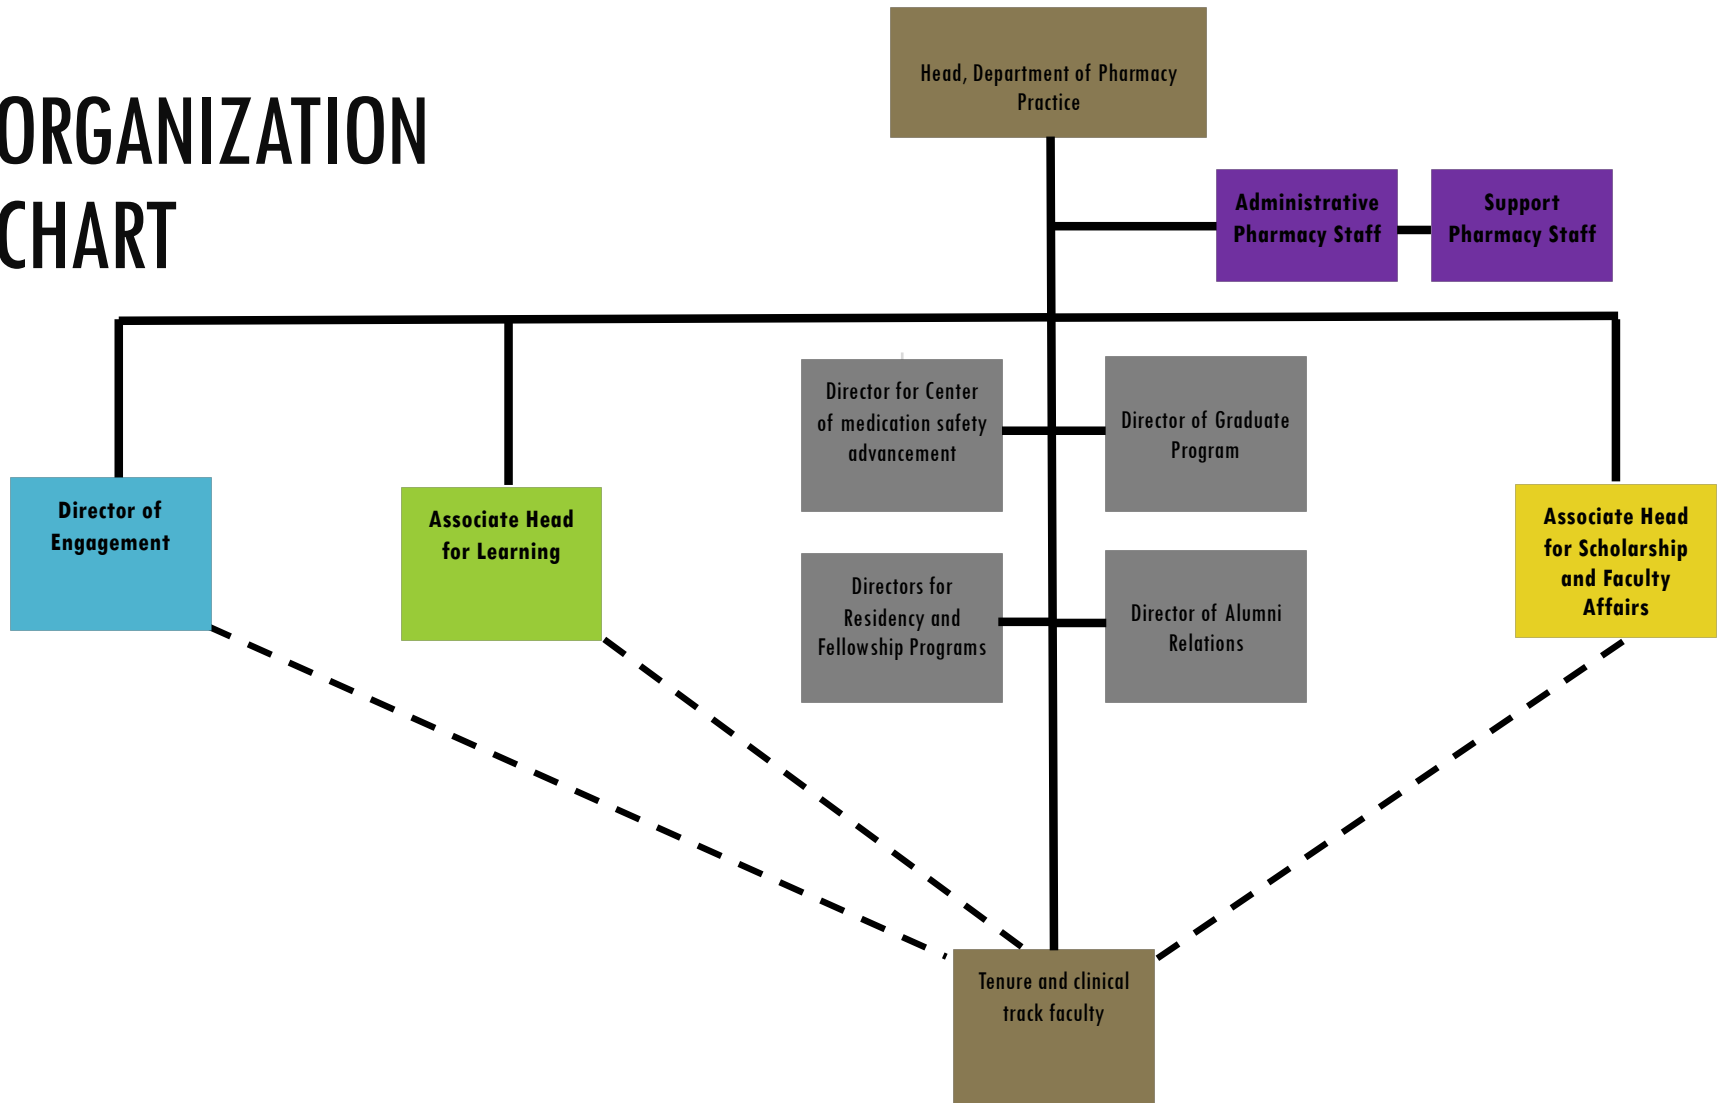 ORGANIZATION
CHART
Head, Department of Pharmacy
Practice
Administrative
Pharmacy Staff
Support
Pharmacy Staff
Director for Center
of medication safety
advancement
Director of Graduate
Program
Director of
Engagement
Associate Head
for Learning
Associate Head
for Scholarship
and Faculty
Affairs
Directors for
Residency and
Fellowship Programs
Director of Alumni
Relations
Tenure and clinical
track faculty